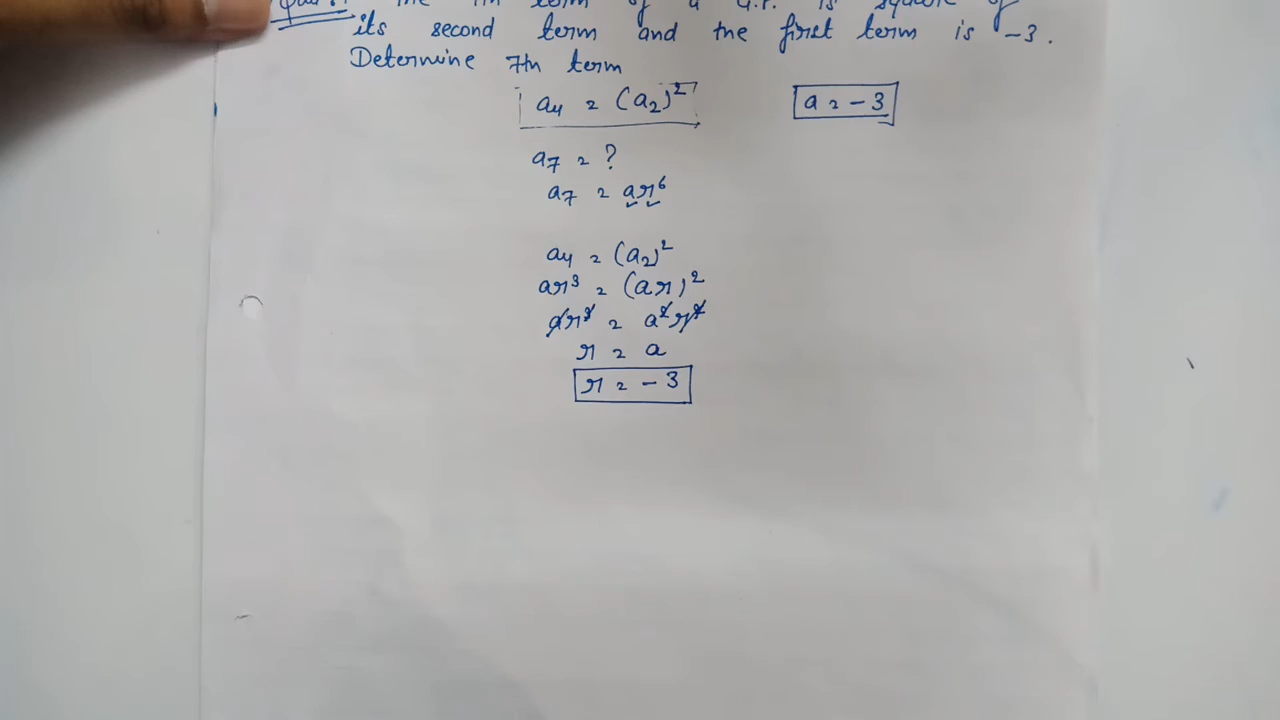 its second term and the first term is -3.
Determine 7th term
a4 = (a2)² a = -3
a7 = ?
a7 = ar⁶
a4 = (a2)²
ar³ = (ar)²
ar³ = a²r²
r = a
r = -3